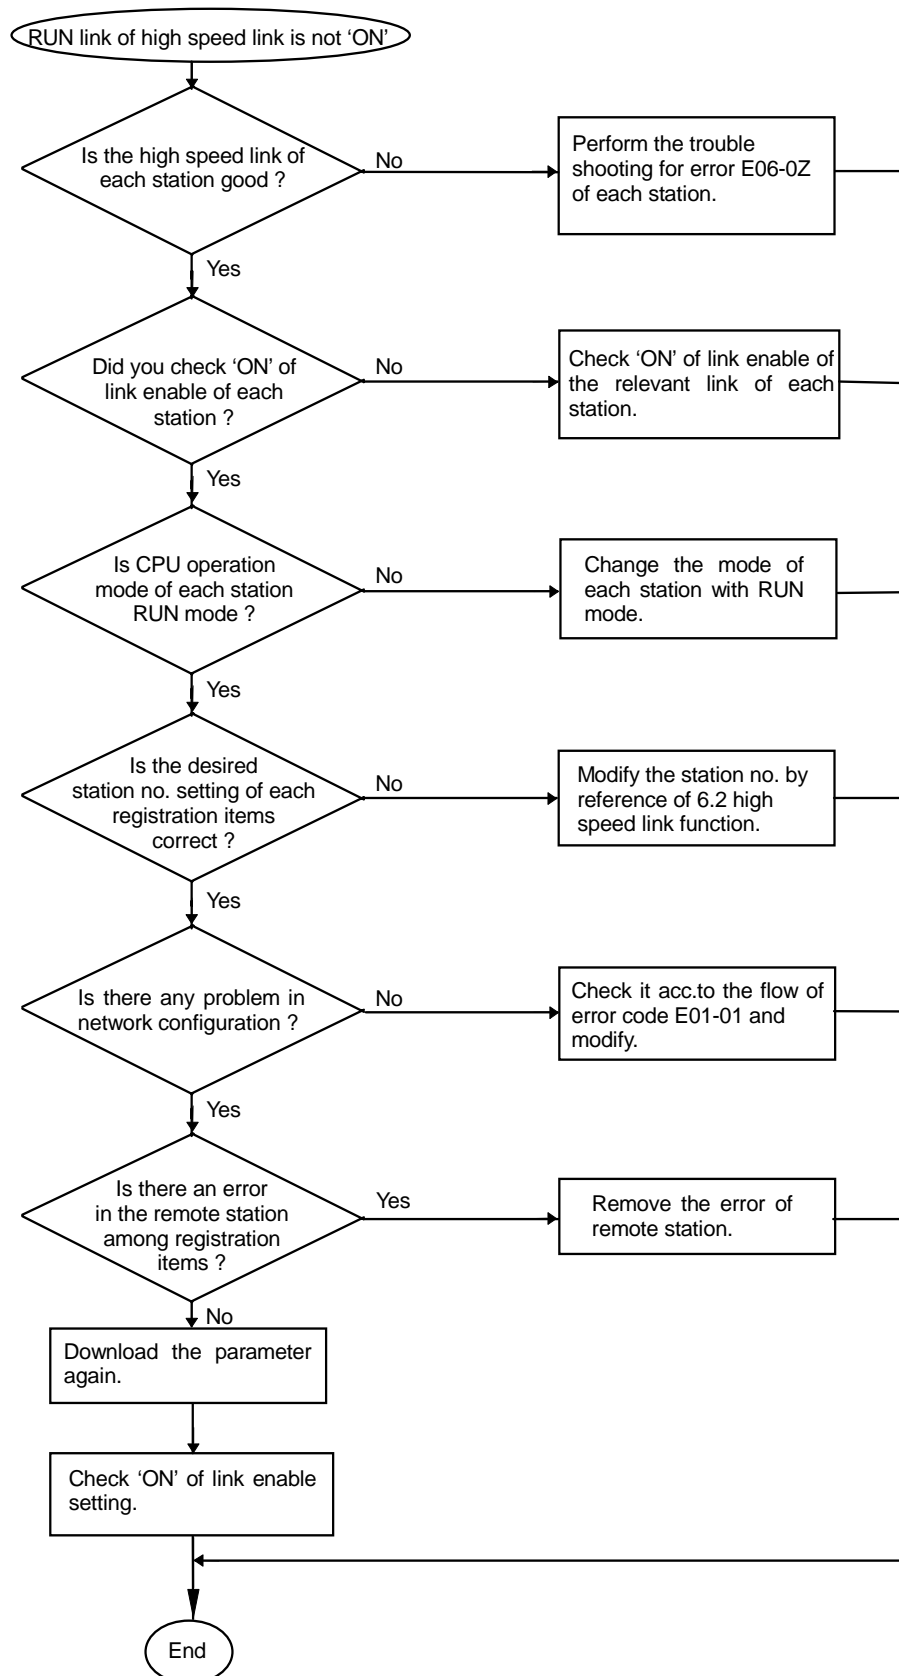 RUN link of high speed link is not ‘ON’
Is the high speed link of
each station good ?
No
Perform the trouble
shooting for error E06-0Z
of each station.
Yes
Did you check ‘ON’ of
link enable of each
station ?
No
Check ‘ON’ of link enable of
the relevant link of each
station.
Yes
Is CPU operation
mode of each station
RUN mode ?
No
Change the mode of
each station with RUN
mode.
Yes
Is the desired
station no. setting of each
registration items
correct ?
No
Modify the station no. by
reference of 6.2 high
speed link function.
Yes
Is there any problem in
network configuration ?
No
Check it acc.to the flow of
error code E01-01 and
modify.
Yes
Is there an error
in the remote station
among registration
items ?
Yes
Remove the error of
remote station.
No
Download the parameter
again.
Check ‘ON’ of link enable
setting.
End